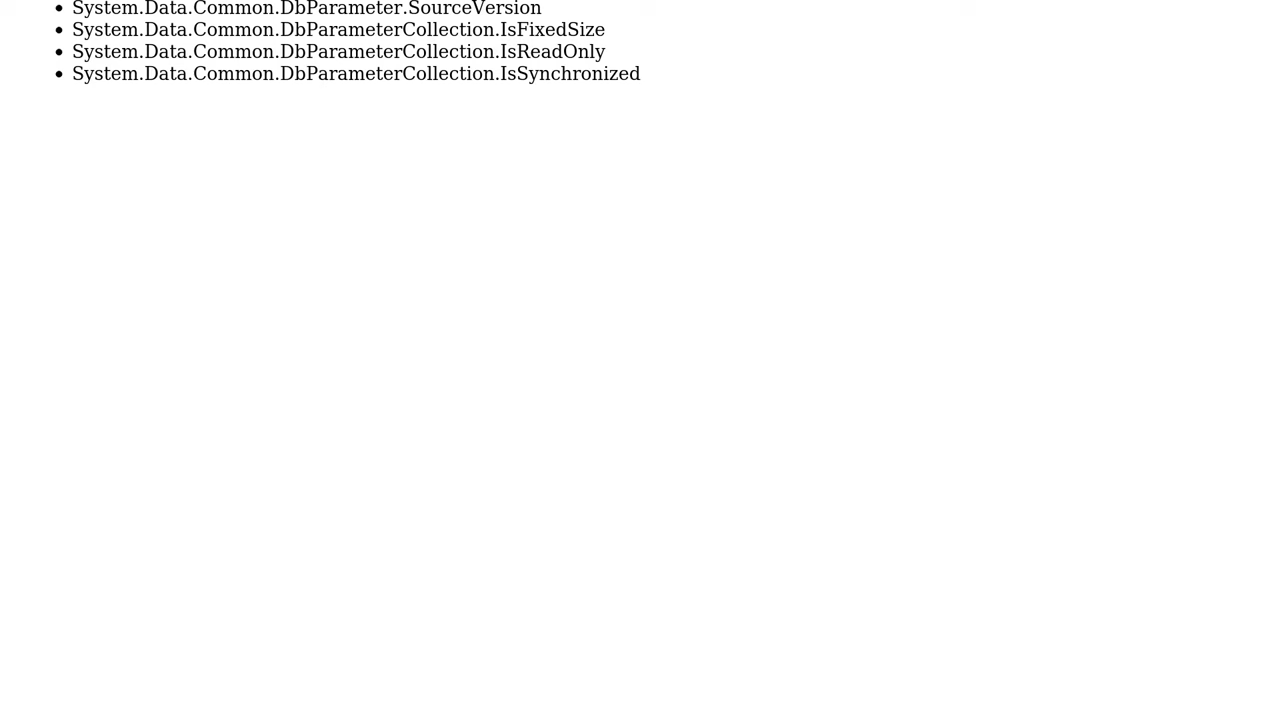 • System.Data.Common.DbParameter.SourceVersion
• System.Data.Common.DbParameterCollection.IsFixedSize
• System.Data.Common.DbParameterCollection.IsReadOnly
• System.Data.Common.DbParameterCollection.IsSynchronized